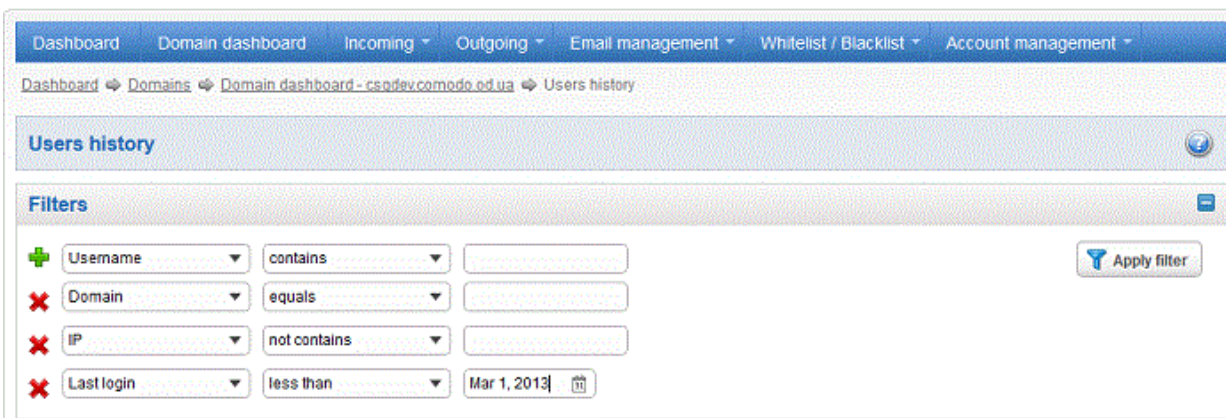 Dashboard Domain dashboard Incoming Outgoing Email management Whitelist / Blacklist Account management
Dashboard Domains Domain dashboard - csqdev.comodo.od.ua Users history
Users history
Filters
Username contains Apply filter
Domain equals
IP not contains
Last login less than Mar 1, 2013